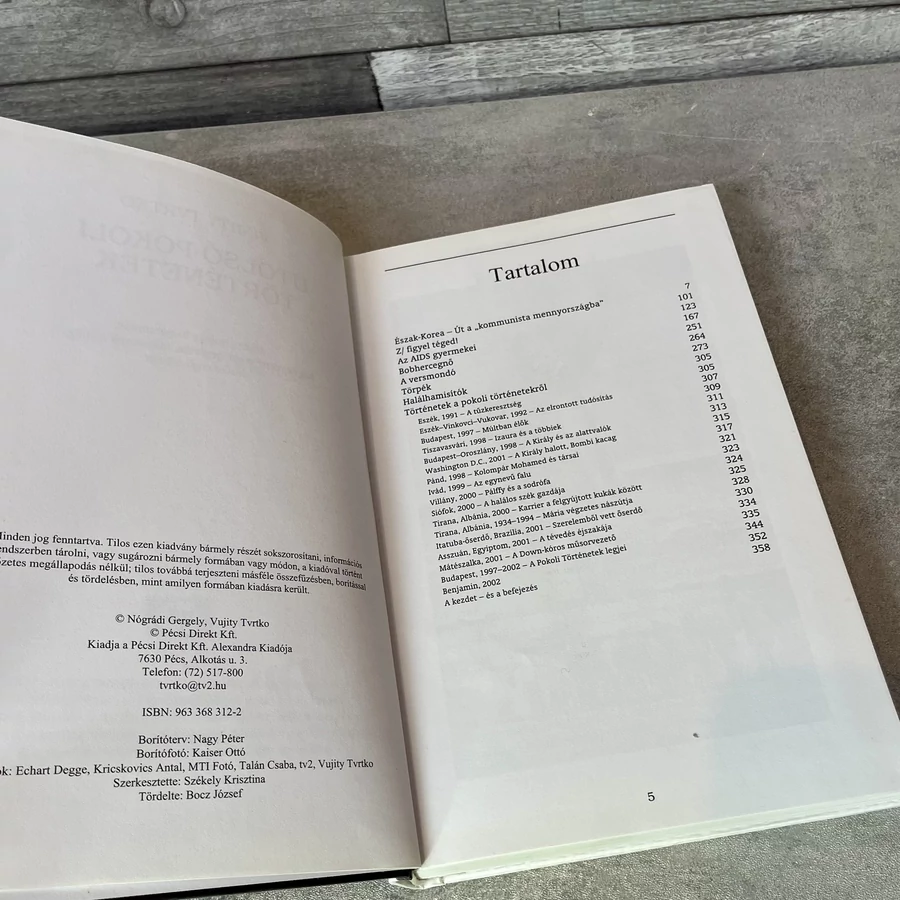 Minden jog fenntartva. Tilos ezen kiadvány bármely részét sokszorosítani, információs
rendszerben tárolni, vagy sugározni bármely formában vagy módon, a kiadóval történt
megállapodás nélkül; tilos továbbá terjeszteni másféle összefűzésben, borítással
és tördelésben, mint amilyen formában kiadásra került.
© Nógrádi Gergely, Vujity Tvrtko
© Pécsi Direkt Kft.
Kiadja a Pécsi Direkt Kft. Alexandra Kiadója
7630 Pécs, Alkotás u. 3.
Telefon: (72) 517-800
tvrtko@tv2.hu
ISBN: 963 368 312-2
Borítóterv: Nagy Péter
Borítófotó: Kaiser Ottó
Echart Degge, Kricskovics Antal, MTI Fotó, Talán Csaba, tv2, Vujity Tvrtko
Szerkesztette: Székely Krisztina
Tördelte: Bocz József
Tartalom
Észak-Korea – Út a „kommunista mennyországba” 7
Z/ figyel téged! 101
Az AIDS gyermekei 123
Bobhercegnő 167
A versmondó 251
Törpék 264
Halálhamisítók 273
Történetek a pokoli történetekről 305
Eszék, 1991 – A tűzkeresztség 305
Eszék–Vinkovci–Vukovar, 1992 – Az elrontott tudósítás 307
Budapest, 1997 – Múltban élők 309
Tiszavasvári, 1998 – Izaura és a többiek 311
Budapest–Oroszlány, 1998 – A Király és az alattvalók 313
Washington D.C., 2001 – A Király halott, Bombi kacag 315
Pánd, 1998 – Kolompár Mohamed és társai 317
Ivád, 1999 – Az egynevű falu 321
Villány, 2000 – Pálffy és a sodrófa 323
Siófok, 2000 – A halálos szék gazdája 324
Tirana, Albánia, 2000 – Karrier a felgyújtott kukák között 325
Tirana, Albánia, 1934–1994 – Mária végzetes nászútja 328
Itatuba-őserdő, Brazília, 2001 – Szerelemből vett őserdő 330
Asszuán, Egyiptom, 2001 – A tévedés éjszakája 334
Mátészalka, 2001 – A Down-kóros műsorvezető 335
Budapest, 1997–2002 – A Pokoli Történetek legjei 344
Benjamin, 2002 352
A kezdet – és a befejezés 358
5